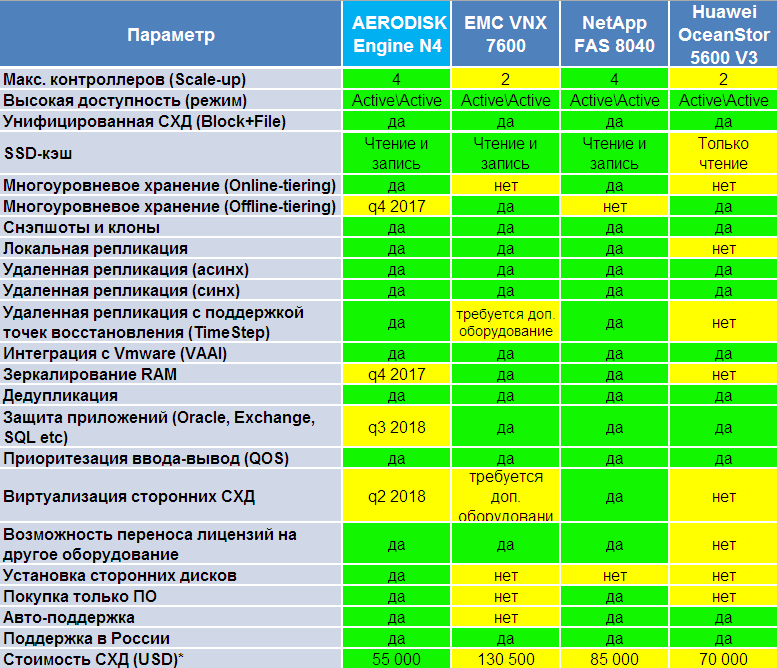 Параметр AERODISK Engine N4 EMC VNX 7600 NetApp FAS 8040 Huawei OceanStor 5600 V3
Макс. контроллеров (Scale-up) 4 2 4 2
Высокая доступность (режим) Active\Active Active\Active Active\Active Active\Active
Унифицированная СХД (Block+File) да да да да
SSD-кэш Чтение и запись Чтение и запись Чтение и запись Только чтение
Многоуровневое хранение (Online-tiering) да нет да нет
Многоуровневое хранение (Offline-tiering) q4 2017 да нет да
Снэпшоты и клоны да да да да
Локальная репликация да да да нет
Удаленная репликация (асинх) да да да да
Удаленная репликация (синх) да да да да
Удаленная репликация с поддержкой точек восстановления (TimeStep) да требуется доп. оборудование да нет
Интеграция с Vmware (VAAI) да да да да
Зеркалирование RAM q4 2017 да да нет
Дедупликация да да да да
Защита приложений (Oracle, Exchange, SQL etc) q3 2018 да да да
Приоритезация ввода-вывод (QOS) да да да да
Виртуализация сторонних СХД q2 2018 требуется доп. оборудовани да нет
Возможность переноса лицензий на другое оборудование да да да нет
Установка сторонних дисков да нет нет нет
Покупка только ПО да нет да нет
Авто-поддержка да нет да да
Поддержка в России да да да да
Стоимость СХД (USD)* 55 000 130 500 85 000 70 000